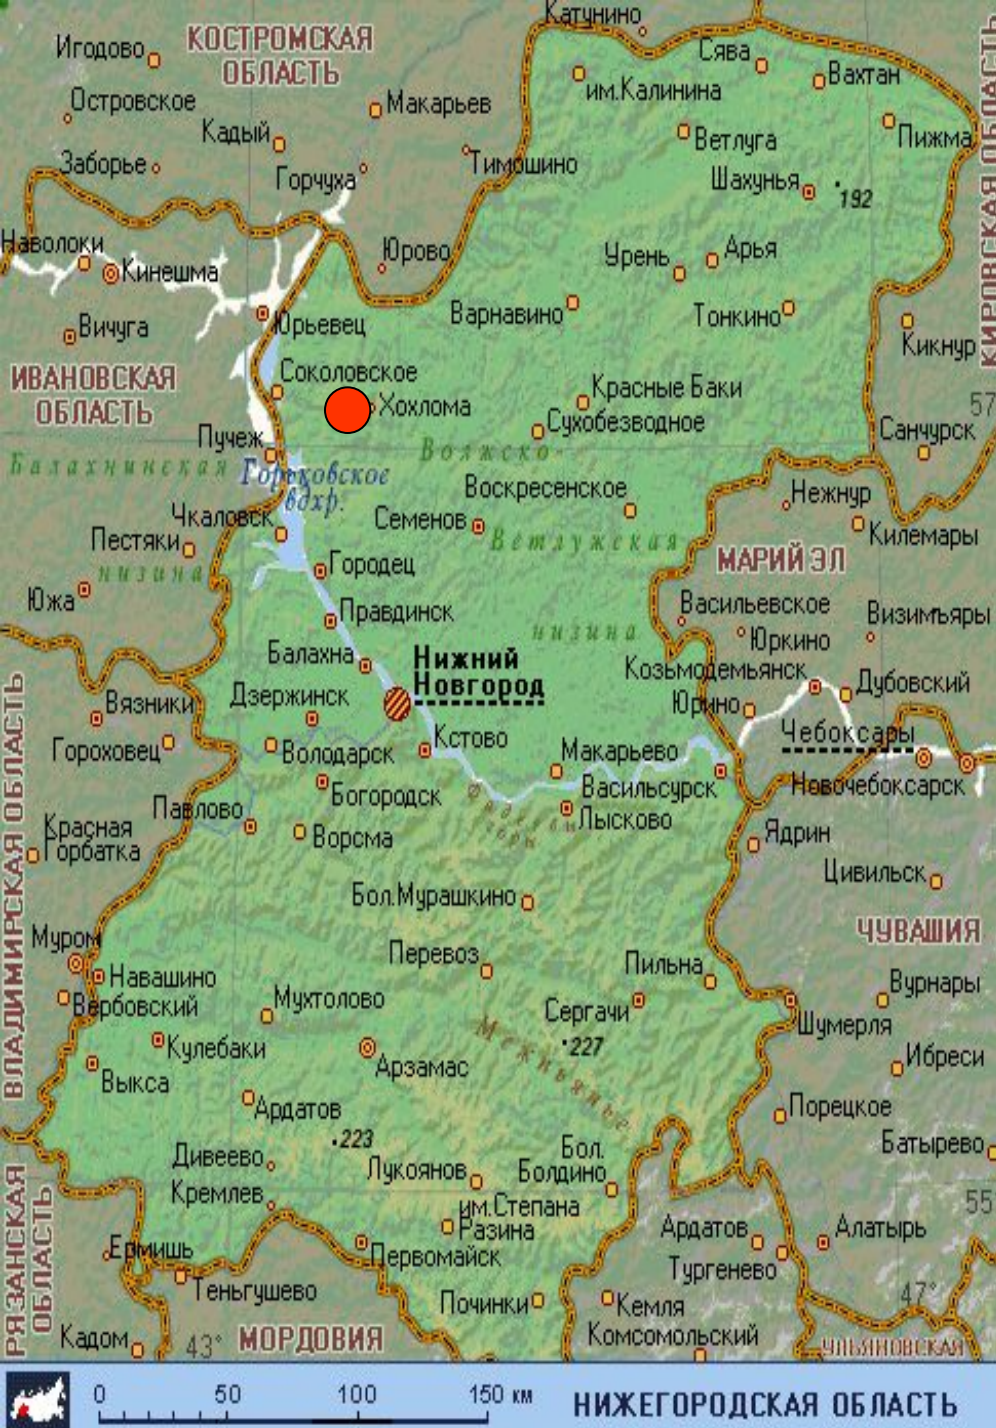 Катунино
Игодово
КОСТРОМСКАЯ
ОБЛАСТЬ
Сява
Вахтан
им.Калинина
Островское
Макарьев
Кадый
Ветлуга
Пижма
КИРОВСКАЯ ОБЛАСТЬ
Заборье
Горчуха
Тимошино
Шахунья
192
Наволоки
Кинешма
Юрово
Урень
Арья
Варнавино
Тонкино
Вичуга
Юрьевец
Кикнур
ИВАНОВСКАЯ
ОБЛАСТЬ
Соколовское
Хохлома
Красные Баки
Сухобезводное
57
Санчурск
Пучеж
Балахнинская
низина
Горьковское
вдхр.
Волжско-
Ветлужская
низина
Воскресенское
Нежнур
Чкаловск
Семенов
Килемары
Пестяки
МАРИЙ ЭЛ
Городец
Южа
Правдинск
Васильевское
Визимъяры
Юркино
Балахна
Нижний
Новгород
Козьмодемьянск
Дубовский
Юрино
Вязники
Дзержинск
Чебоксары
Гороховец
Володарск
Кстово
Макарьево
Васильсурск
Новочебоксарск
Богородск
Павлово
Лысково
Ворсма
Красная
Горбатка
Ядрин
Цивильск
ВЛАДИМИРСКАЯ ОБЛАСТЬ
Бол.Мурашкино
ЧУВАШИЯ
Муром
Перевоз
Пильна
Навашино
Вербовский
Мухтолово
Сергачи
Вурнары
Шумерля
Кулебаки
227
Межпьянье
Ибреси
Выкса
Арзамас
Ардатов
Порецкое
223
Батырево
Дивеево
Лукоянов
Бол.
Болдино
Кремлев
им.Степана
Разина
55
РЯЗАНСКАЯ
ОБЛАСТЬ
Ермишь
Первомайск
Ардатов
Алатырь
Тургенево
Теньгушево
Починки
Кемля
47°
Кадом
43°
МОРДОВИЯ
Комсомольский
УЛЬЯНОВСКАЯ
0 50 100 150 км
НИЖЕГОРОДСКАЯ ОБЛАСТЬ